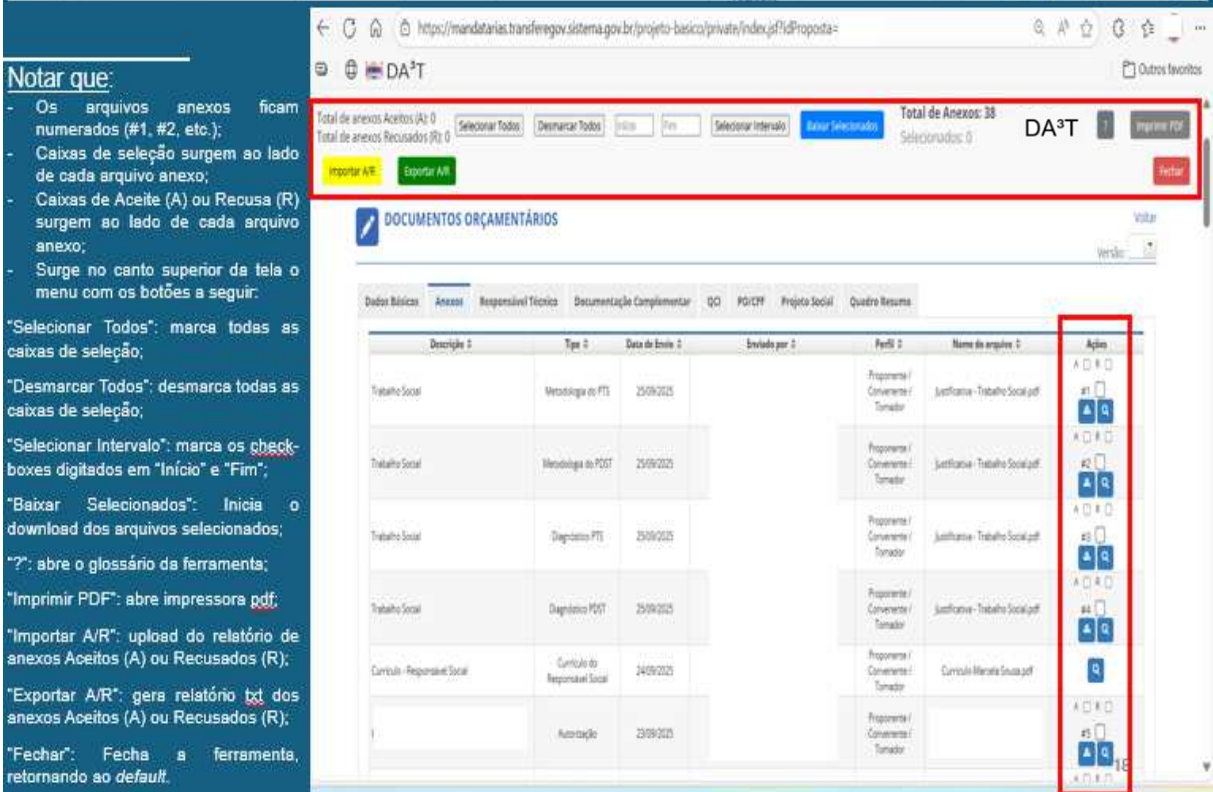 Notar que:
- Os arquivos anexos ficam
numerados (#1, #2, etc.);
- Caixas de seleção surgem ao lado
de cada arquivo anexo;
- Caixas de Aceite (A) ou Recusa (R)
surgem ao lado de cada arquivo
anexo;
- Surge no canto superior da tela o
menu com os botões a seguir:
"Selecionar Todos": marca todas as
caixas de seleção;
"Desmarcar Todos": desmarca todas as
caixas de seleção;
"Selecionar Intervalo": marca os check-
boxes digitados em "Início" e "Fim";
"Baixar Selecionados": Inicia o
download dos arquivos selecionados;
"?": abre o glossário da ferramenta;
"Imprimir PDF": abre impressora pdf;
"Importar A/R": upload do relatório de
anexos Aceitos (A) ou Recusados (R);
"Exportar A/R": gera relatório txt dos
anexos Aceitos (A) ou Recusados (R);
"Fechar": Fecha a ferramenta,
retornando ao default.
https://mandatarias.transferegov.sistema.gov.br/projeto-basico/private/index.jsf?idProposta=
DA³T
Outros favoritos
Total de anexos Aceitos (A): 0
Total de anexos Recusados (R): 0
Selecionar Todos
Desmarcar Todos
Início
Fim
Selecionar Intervalo
Baixar Selecionados
Total de Anexos: 38
Selecionados: 0
DA³T
?
Imprimir PDF
Importar A/R
Exportar A/R
Fechar
DOCUMENTOS ORÇAMENTÁRIOS
Voltar
Versão:
Dados Básicos Anexos Responsável Técnico Documentação Complementar QCI PO/CFF Projeto Social Quadro Resumo
Descrição Tipo Data de Envio Enviado por Perfil Nome do arquivo Ações
Trabalho Social Metodologia do PTS 25/09/2025 Proponente / Convenente / Tomador Justificativa - Trabalho Social.pdf A R #1
Trabalho Social Metodologia do PDST 25/09/2025 Proponente / Convenente / Tomador Justificativa - Trabalho Social.pdf A R #2
Trabalho Social Diagnóstico PTS 25/09/2025 Proponente / Convenente / Tomador Justificativa - Trabalho Social.pdf A R #3
Trabalho Social Diagnóstico PDST 25/09/2025 Proponente / Convenente / Tomador Justificativa - Trabalho Social.pdf A R #4
Curriculo - Responsável Social Currículo do Responsável Social 24/09/2025 Proponente / Convenente / Tomador Curriculo Marcela Souza.pdf
Autorização 23/09/2025 Proponente / Convenente / Tomador A R #5
A R
18